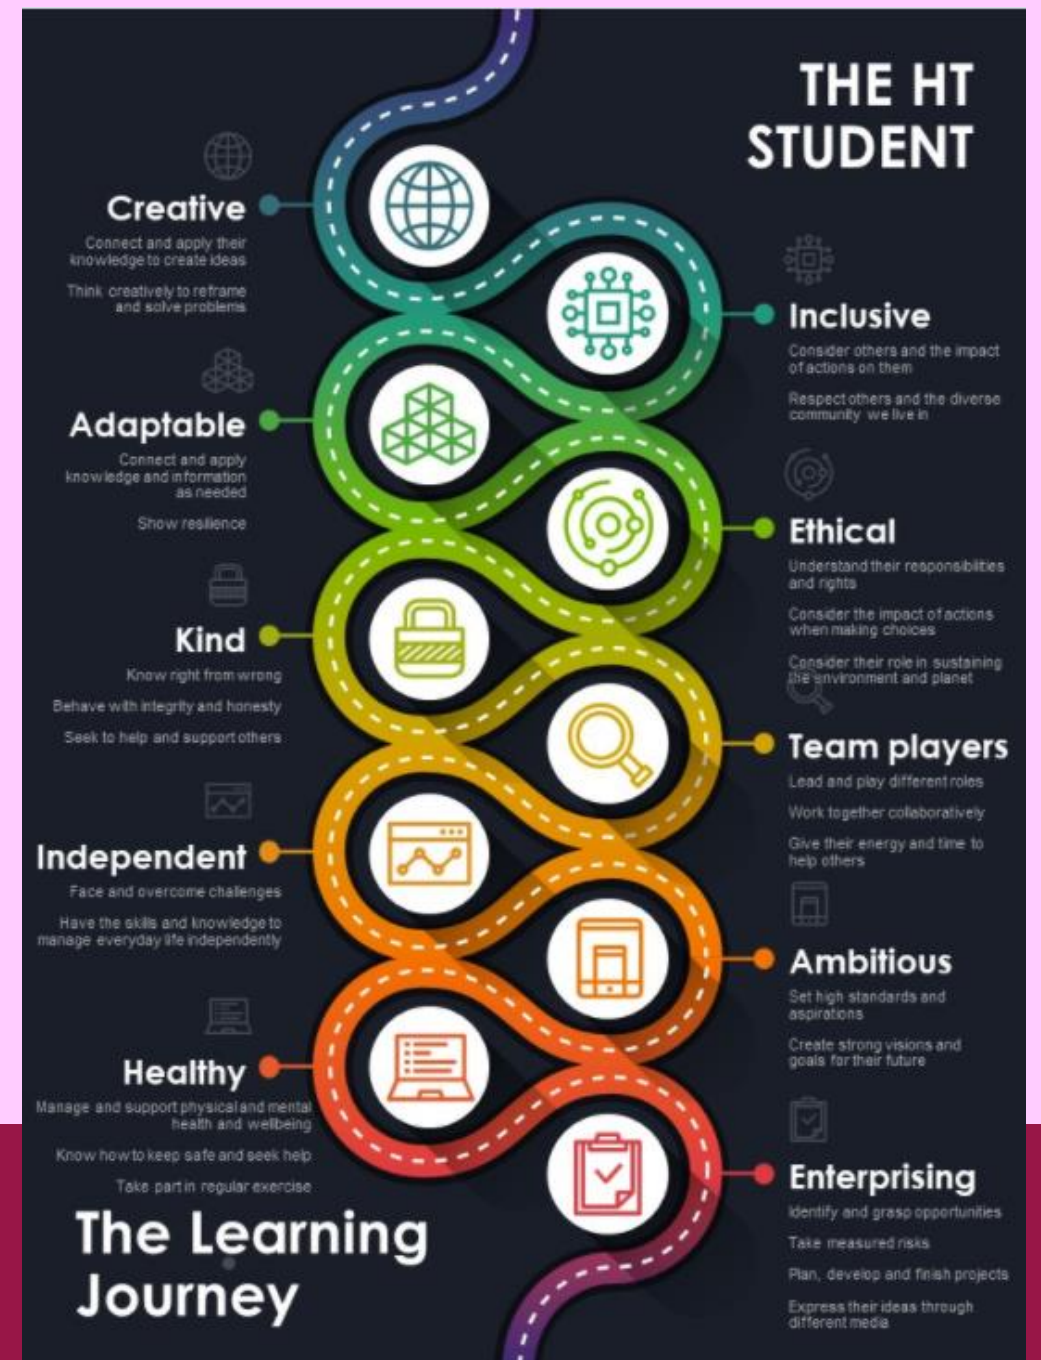 THE HT
STUDENT
Creative
Connect and apply their
knowledge to create ideas
Think creatively to reframe
and solve problems
Inclusive
Consider others and the impact
of actions on them
Respect others and the diverse
community we live in
Adaptable
Connect and apply
knowledge and information
as needed
Show resilience
Ethical
Understand their responsibilities
and rights
Consider the impact of actions
when making choices
Consider their role in sustaining
the environment and planet
Kind
Know right from wrong
Behave with integrity and honesty
Seek to help and support others
Team players
Lead and play different roles
Work together collaboratively
Give their energy and time to
help others
Independent
Face and overcome challenges
Have the skills and knowledge to
manage everyday life independently
Ambitious
Set high standards and
aspirations
Create strong visions and
goals for their future
Healthy
Manage and support physical and mental
health and wellbeing
Know how to keep safe and seek help
Take part in regular exercise
Enterprising
Identify and grasp opportunities
Take measured risks
Plan, develop and finish projects
Express their ideas through
different media
The Learning
Journey